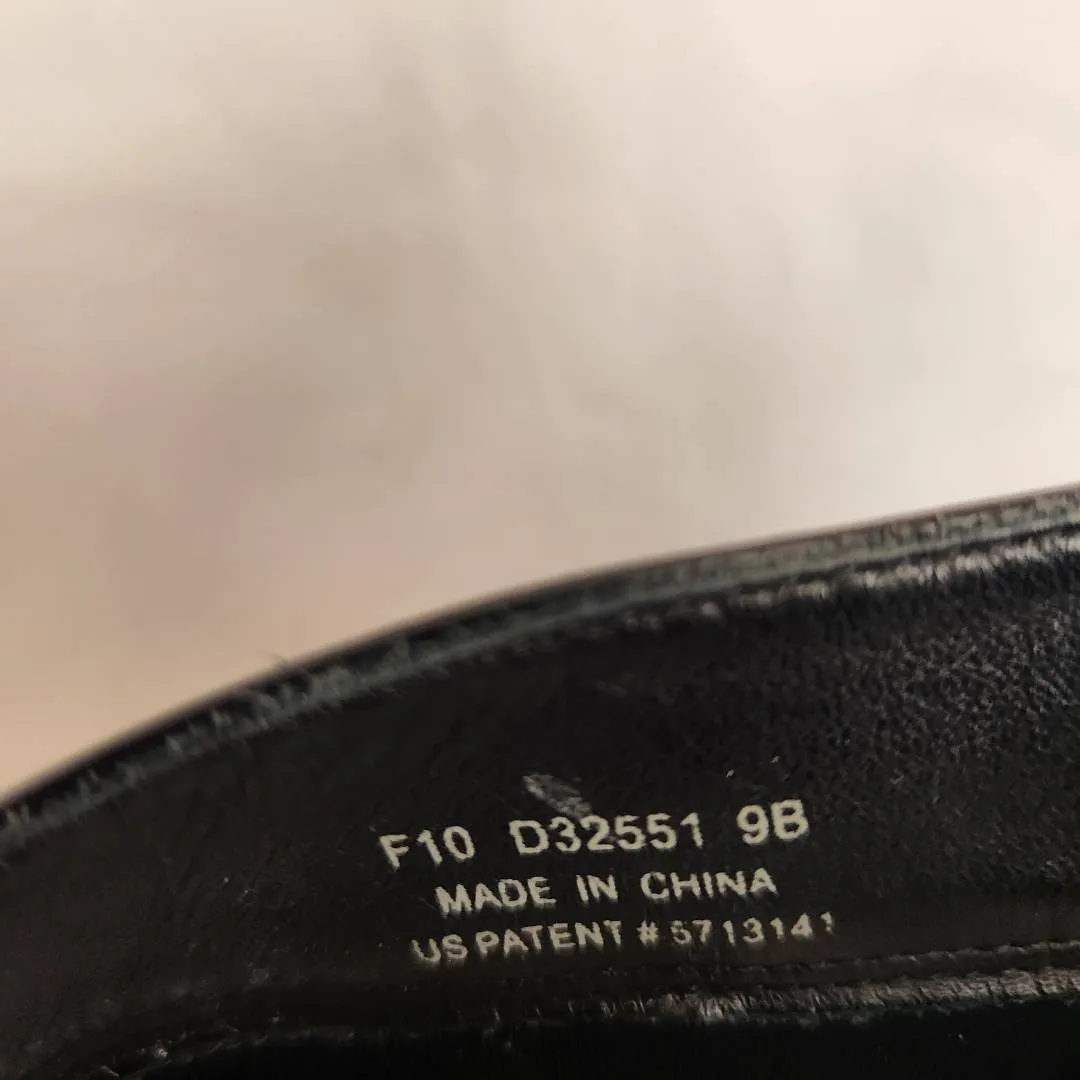 F10 D32551 9B
MADE IN CHINA
US PATENT # 5713141